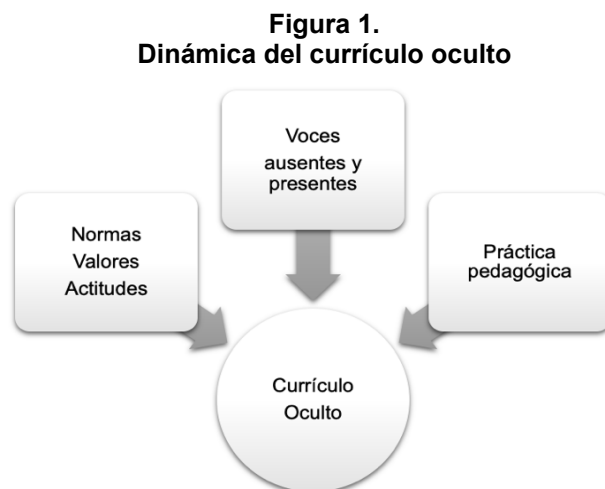 Figura 1.
Dinámica del currículo oculto
Voces
ausentes y
presentes
Normas
Valores
Actitudes
Práctica
pedagógica
Currículo
Oculto